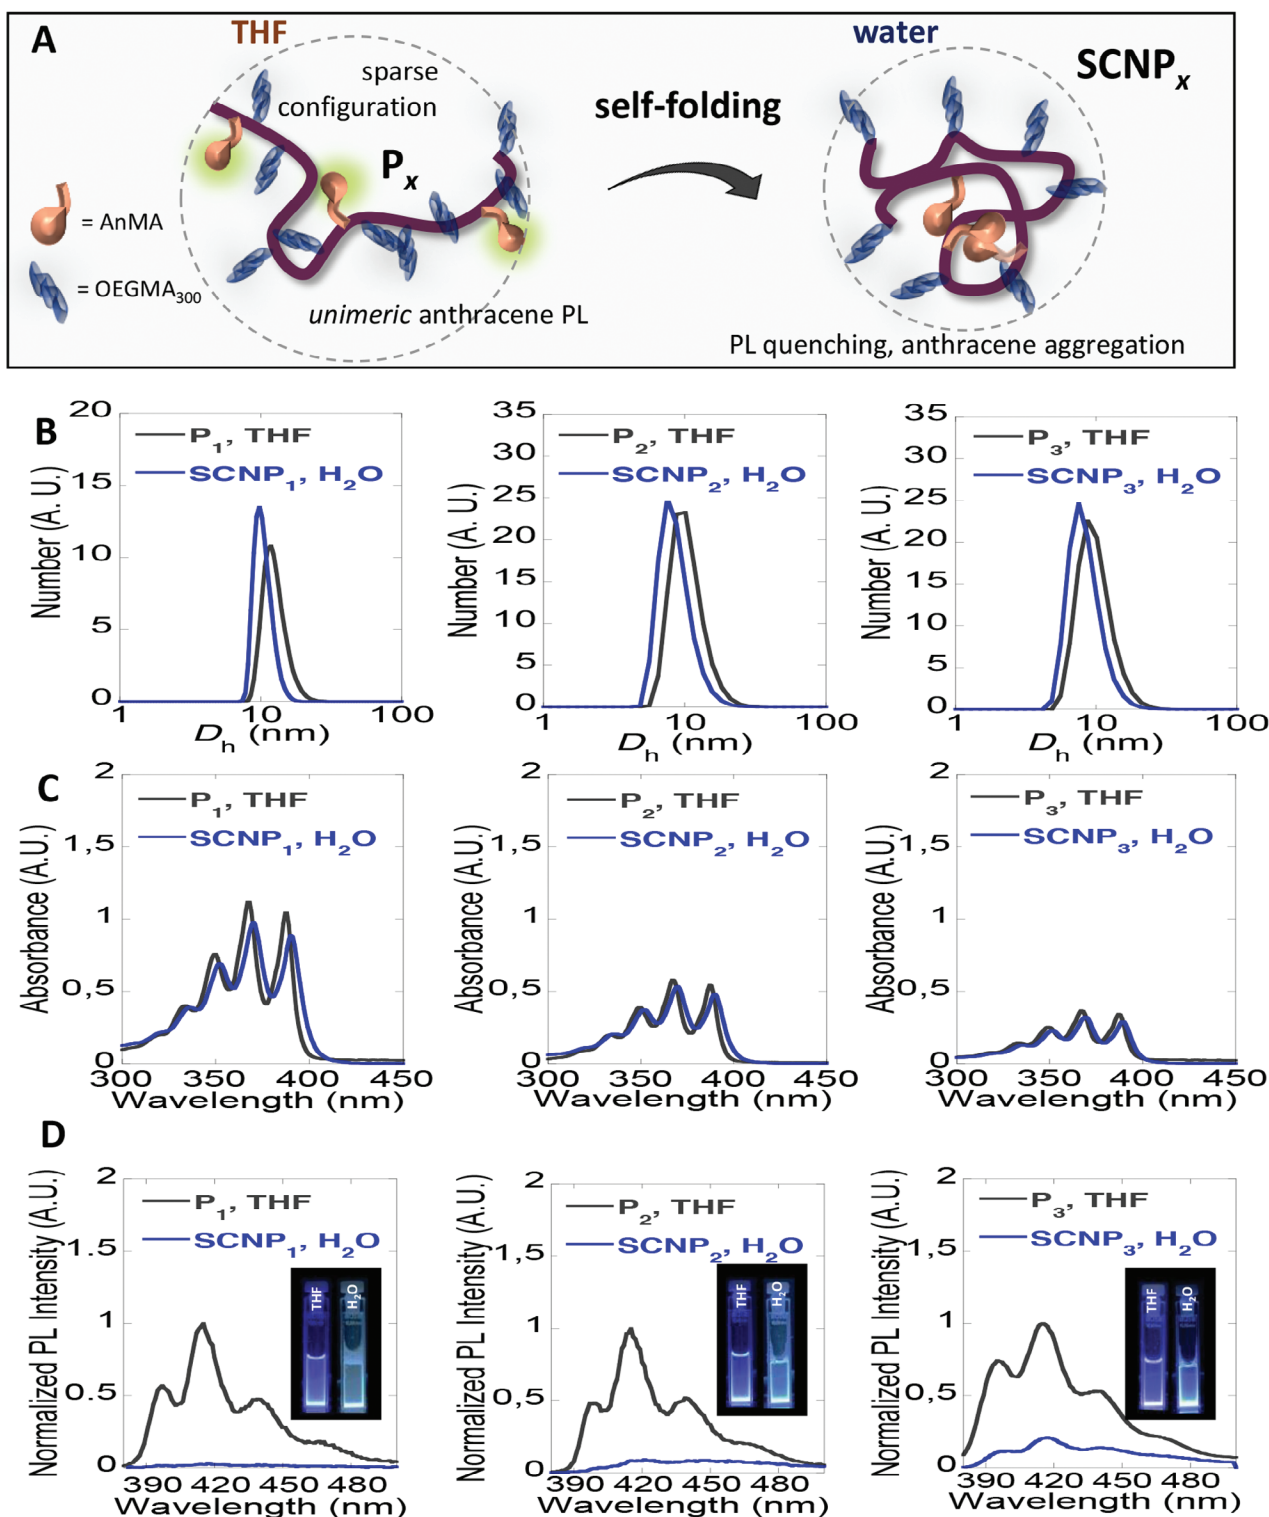 A
THF
water
SCNPx
sparse
configuration
self-folding
Px
= AnMA
= OEGMA300
unimeric anthracene PL
PL quenching, anthracene aggregation
B
20
15
10
5
0
Number (A. U.)
P1, THF
SCNP1, H2O
1
10
100
Dh (nm)
35
30
25
20
15
10
5
0
Number (A. U.)
P2, THF
SCNP2, H2O
1
10
100
Dh (nm)
35
30
25
20
15
10
5
0
Number (A. U.)
P3, THF
SCNP3, H2O
1
10
100
Dh (nm)
C
2
1,5
1
0,5
0
Absorbance (A.U.)
P1, THF
SCNP1, H2O
300 350 400 450
Wavelength (nm)
2
1,5
1
0,5
0
Absorbance (A.U.)
P2, THF
SCNP2, H2O
300 350 400 450
Wavelength (nm)
2
1,5
1
0,5
0
Absorbance (A.U.)
P3, THF
SCNP3, H2O
300 350 400 450
Wavelength (nm)
D
2
1,5
1
0,5
0
Normalized PL Intensity (A.U.)
P1, THF
SCNP1, H2O
THF
H2O
390 420 450 480
Wavelength (nm)
2
1,5
1
0,5
0
Normalized PL Intensity (A.U.)
P2, THF
SCNP2, H2O
THF
H2O
390 420 450 480
Wavelength (nm)
2
1,5
1
0,5
0
Normalized PL Intensity (A.U.)
P3, THF
SCNP3, H2O
THF
H2O
390 420 450 480
Wavelength (nm)